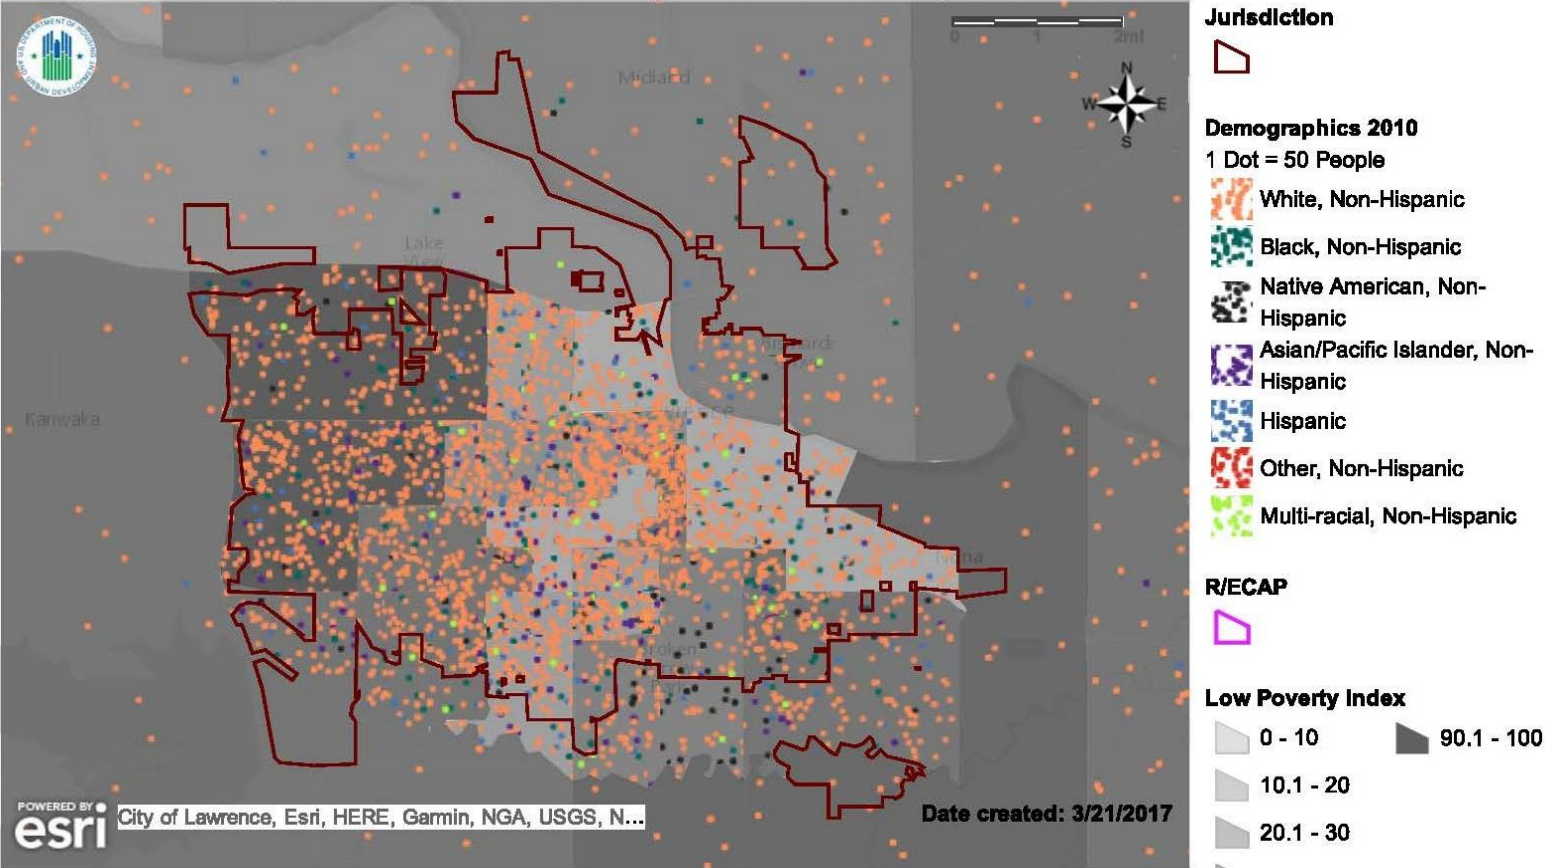 0 1 2mi
Midland
N
W E
S
Lake
View
Kanwaka
Broken
POWERED BY
esri
City of Lawrence, Esri, HERE, Garmin, NGA, USGS, N...
Date created: 3/21/2017
Jurisdiction
Demographics 2010
1 Dot = 50 People
White, Non-Hispanic
Black, Non-Hispanic
Native American, Non-
Hispanic
Asian/Pacific Islander, Non-
Hispanic
Hispanic
Other, Non-Hispanic
Multi-racial, Non-Hispanic
R/ECAP
Low Poverty Index
0 - 10
90.1 - 100
10.1 - 20
20.1 - 30